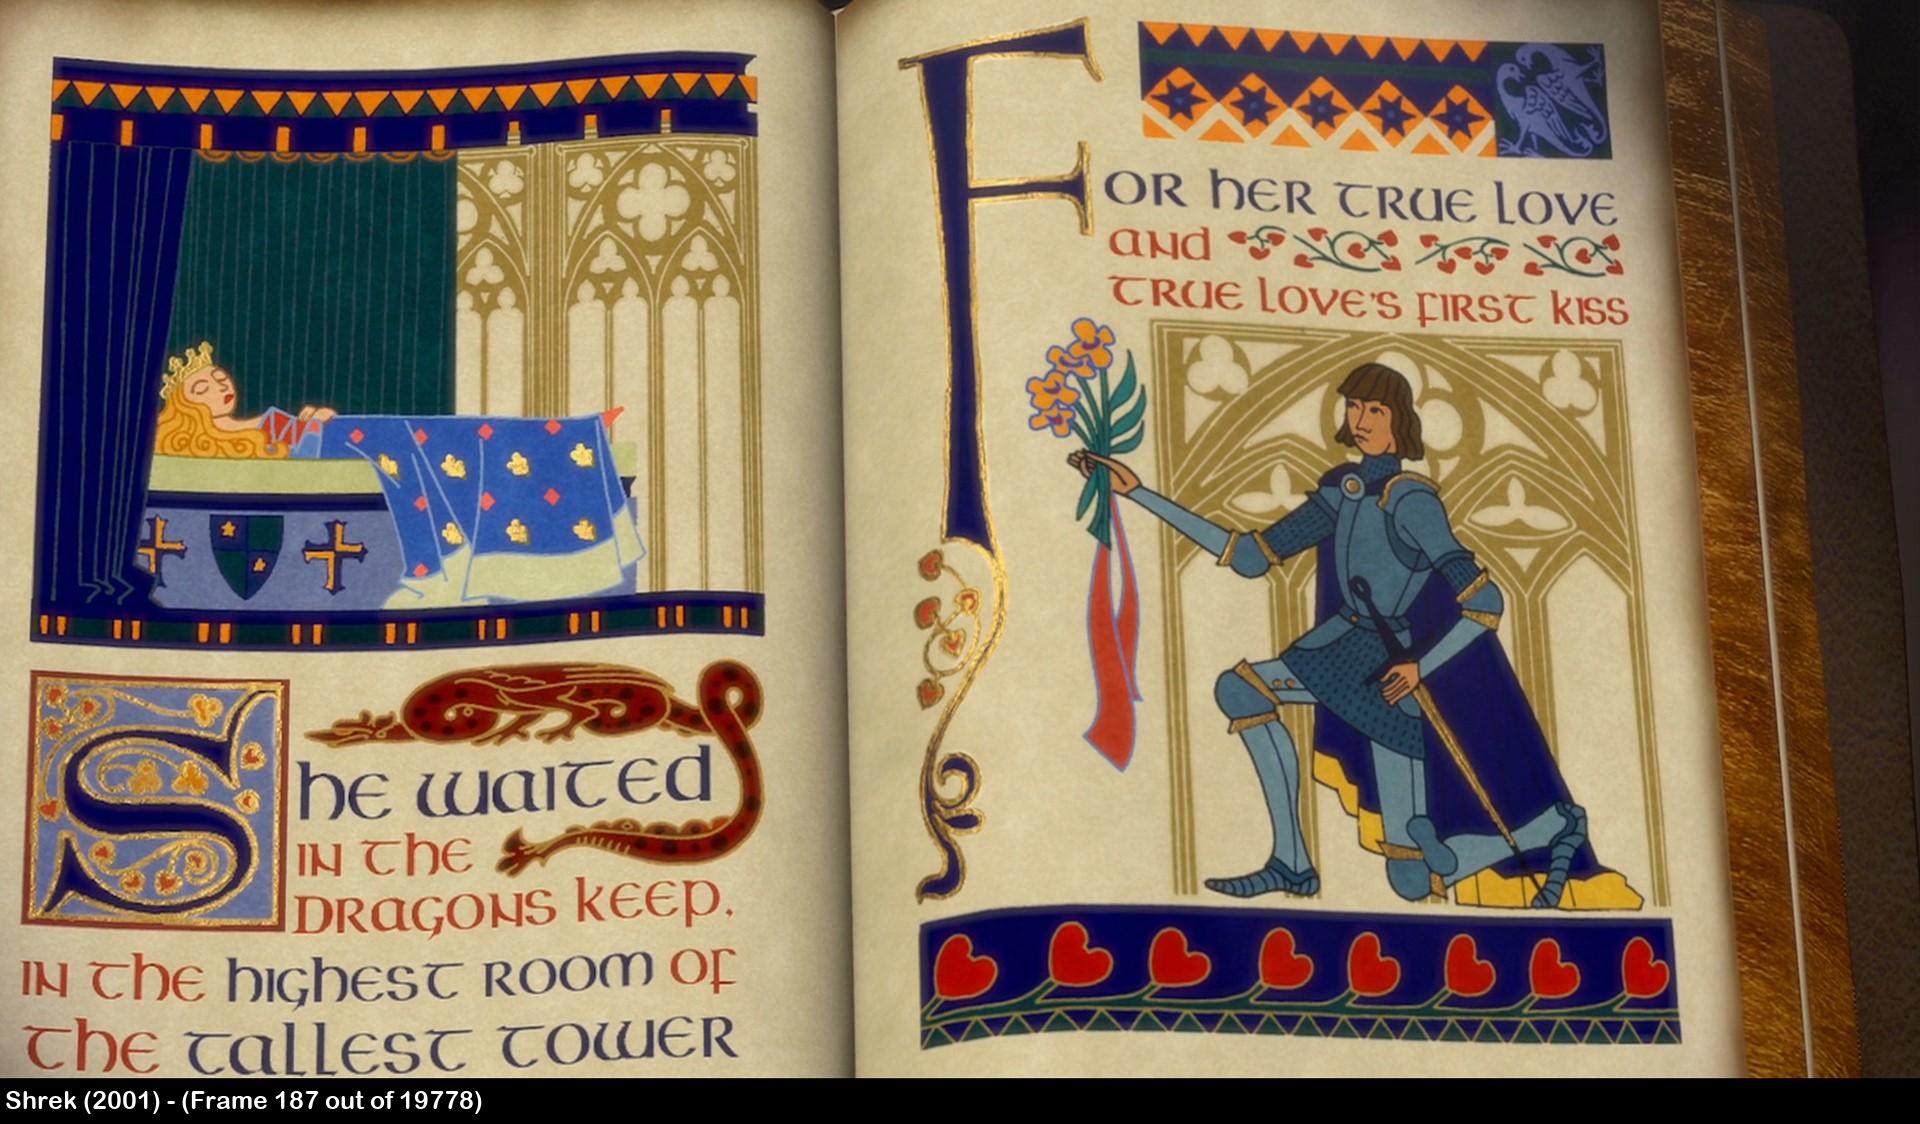 She waited
in the
dragons keep,
in the highest room of
the tallest tower
For her true love
and
true love's first kiss
Shrek (2001) - (Frame 187 out of 19778)